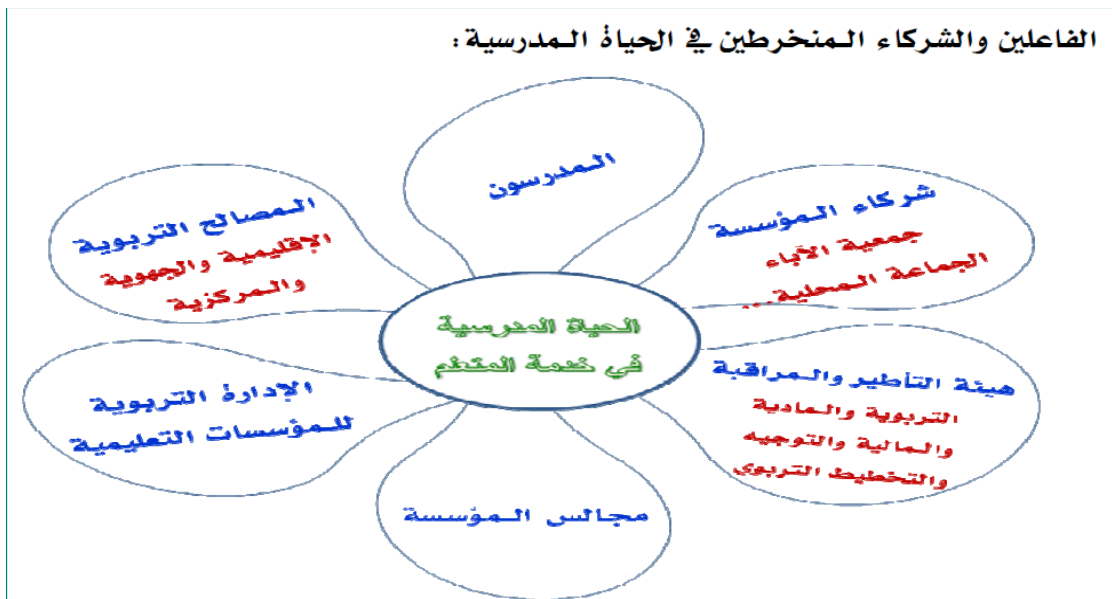 الفاعلين والشركاء المنخرطين في الحياة المدرسية:
المدرسون
شركاء المؤسسة
جمعية الآباء
الجماعة المحلية...
هيئة التأطير والمراقبة
التربوية والمادية
والمالية والتوجيه
والتخطيط التربوي
مجالس المؤسسة
الإدارة التربوية
للمؤسسات التعليمية
المصالح التربوية
الإقليمية والجهوية
والمركزية
الحياة المدرسية
في خدمة المتعلم